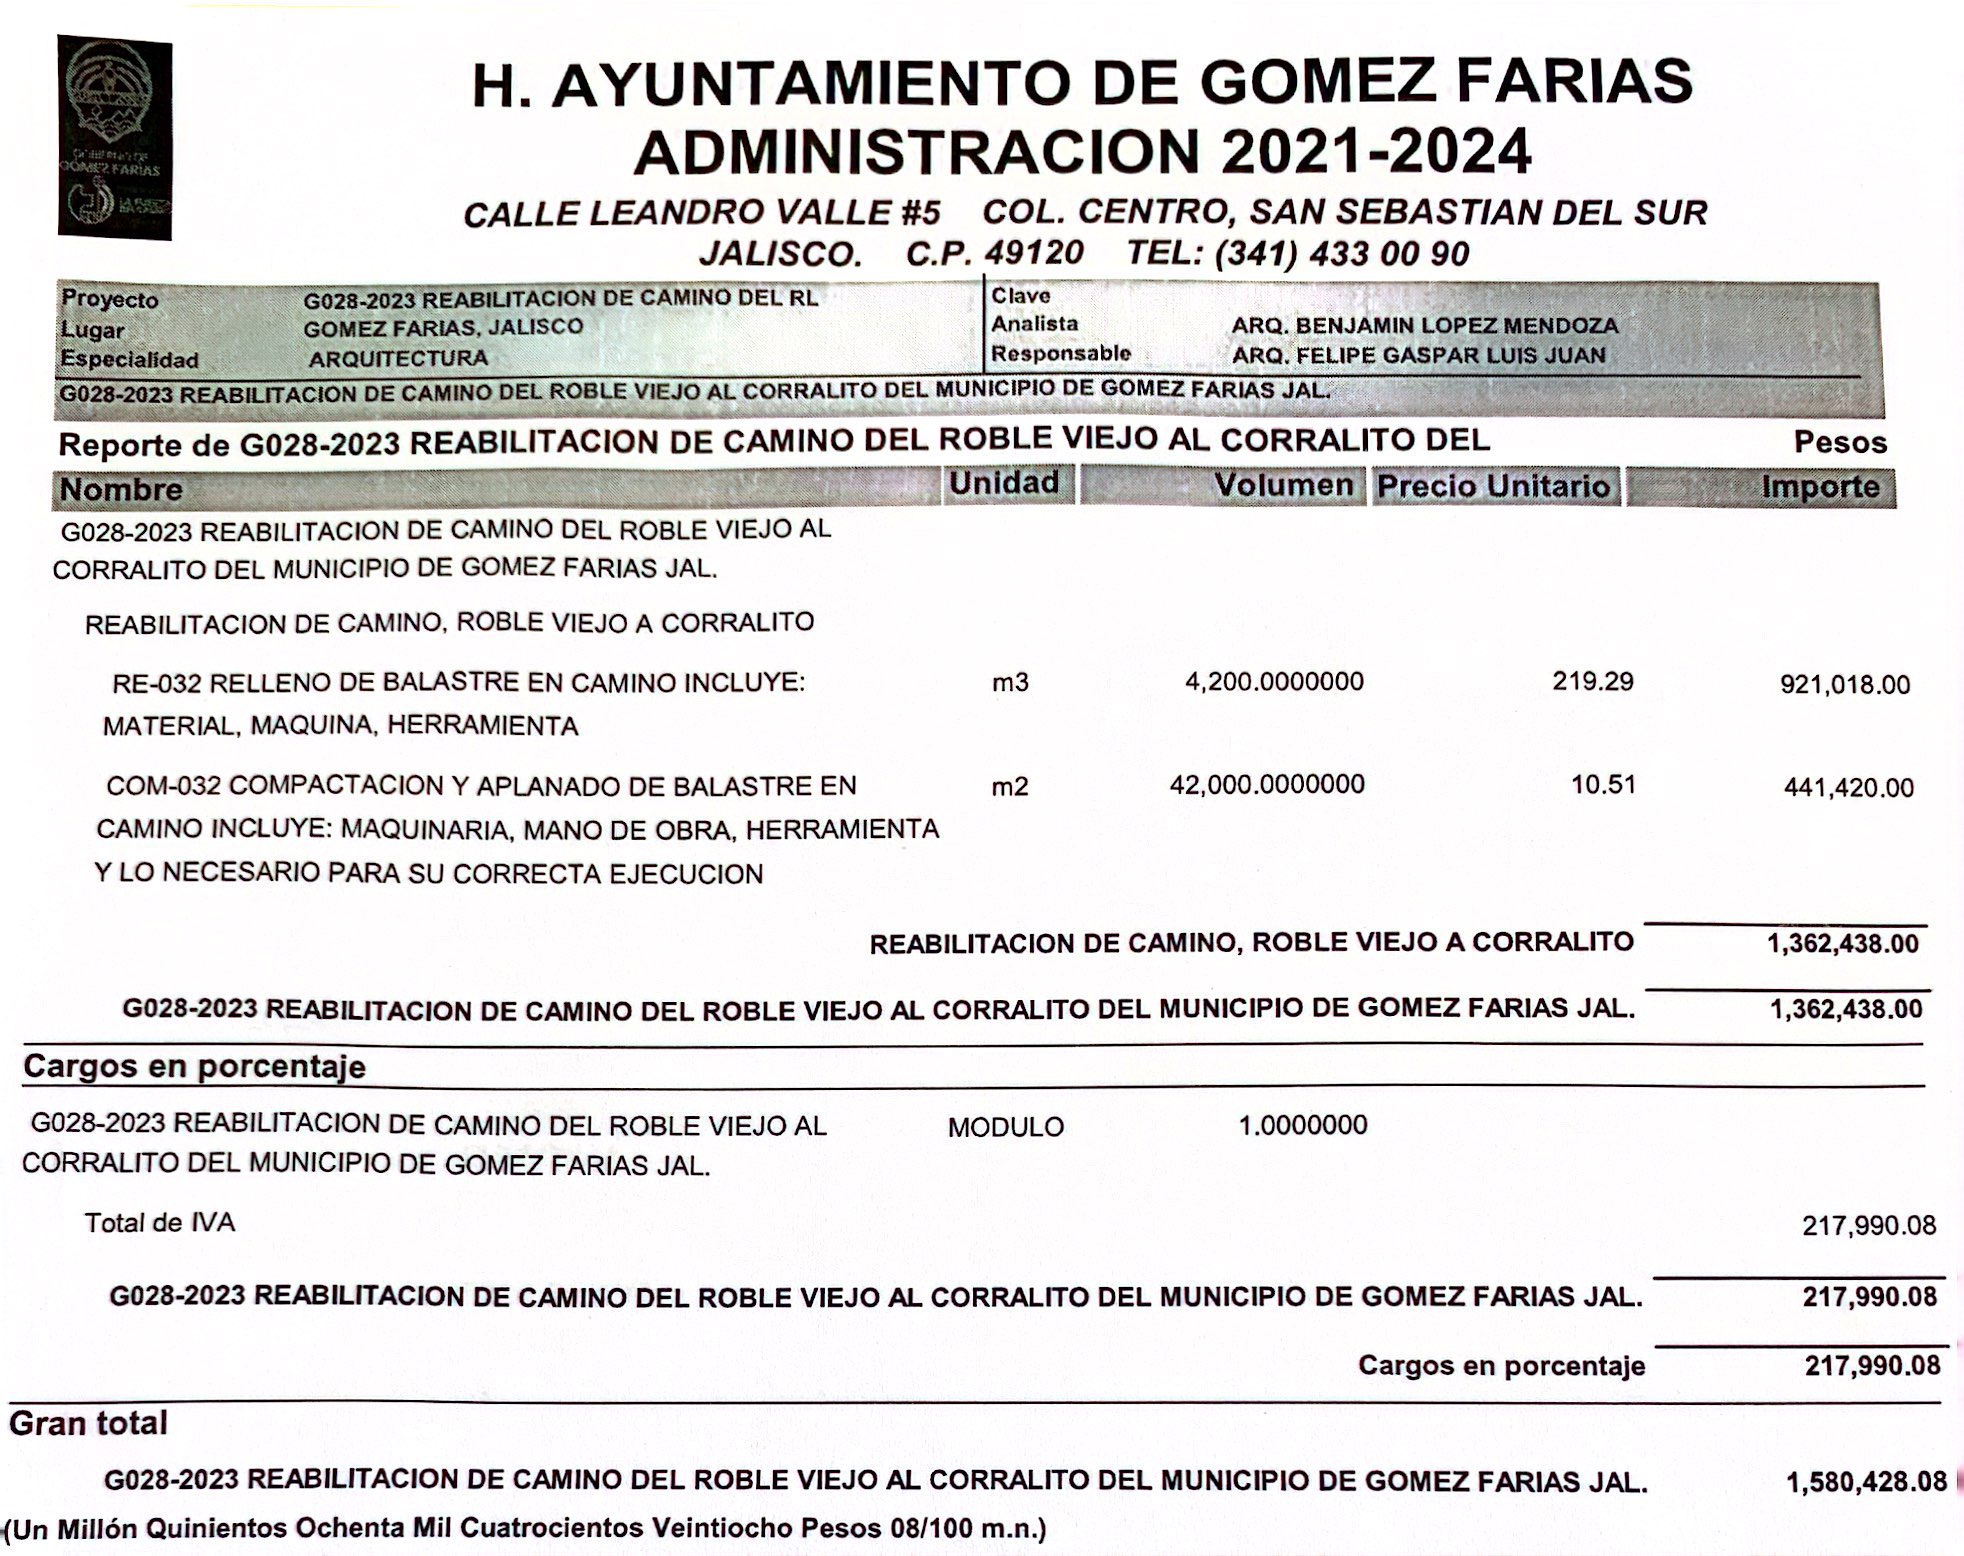 GOMEZ FARIAS
H. AYUNTAMIENTO DE GOMEZ FARIAS
ADMINISTRACION 2021-2024
CALLE LEANDRO VALLE #5 COL. CENTRO, SAN SEBASTIAN DEL SUR
JALISCO. C.P. 49120 TEL: (341) 433 00 90
Proyecto G028-2023 REABILITACION DE CAMINO DEL RL Clave
Lugar GOMEZ FARIAS, JALISCO Analista ARQ. BENJAMIN LOPEZ MENDOZA
Especialidad ARQUITECTURA Responsable ARQ. FELIPE GASPAR LUIS JUAN
G028-2023 REABILITACION DE CAMINO DEL ROBLE VIEJO AL CORRALITO DEL MUNICIPIO DE GOMEZ FARIAS JAL.
Reporte de G028-2023 REABILITACION DE CAMINO DEL ROBLE VIEJO AL CORRALITO DEL Pesos
Nombre Unidad Volumen Precio Unitario Importe
G028-2023 REABILITACION DE CAMINO DEL ROBLE VIEJO AL
CORRALITO DEL MUNICIPIO DE GOMEZ FARIAS JAL.
REABILITACION DE CAMINO, ROBLE VIEJO A CORRALITO
RE-032 RELLENO DE BALASTRE EN CAMINO INCLUYE: m3 4,200.0000000 219.29 921,018.00
MATERIAL, MAQUINA, HERRAMIENTA
COM-032 COMPACTACION Y APLANADO DE BALASTRE EN m2 42,000.0000000 10.51 441,420.00
CAMINO INCLUYE: MAQUINARIA, MANO DE OBRA, HERRAMIENTA
Y LO NECESARIO PARA SU CORRECTA EJECUCION
REABILITACION DE CAMINO, ROBLE VIEJO A CORRALITO 1,362,438.00
G028-2023 REABILITACION DE CAMINO DEL ROBLE VIEJO AL CORRALITO DEL MUNICIPIO DE GOMEZ FARIAS JAL. 1,362,438.00
Cargos en porcentaje
G028-2023 REABILITACION DE CAMINO DEL ROBLE VIEJO AL MODULO 1.0000000
CORRALITO DEL MUNICIPIO DE GOMEZ FARIAS JAL.
Total de IVA 217,990.08
G028-2023 REABILITACION DE CAMINO DEL ROBLE VIEJO AL CORRALITO DEL MUNICIPIO DE GOMEZ FARIAS JAL. 217,990.08
Cargos en porcentaje 217,990.08
Gran total
G028-2023 REABILITACION DE CAMINO DEL ROBLE VIEJO AL CORRALITO DEL MUNICIPIO DE GOMEZ FARIAS JAL. 1,580,428.08
(Un Millón Quinientos Ochenta Mil Cuatrocientos Veintiocho Pesos 08/100 m.n.)